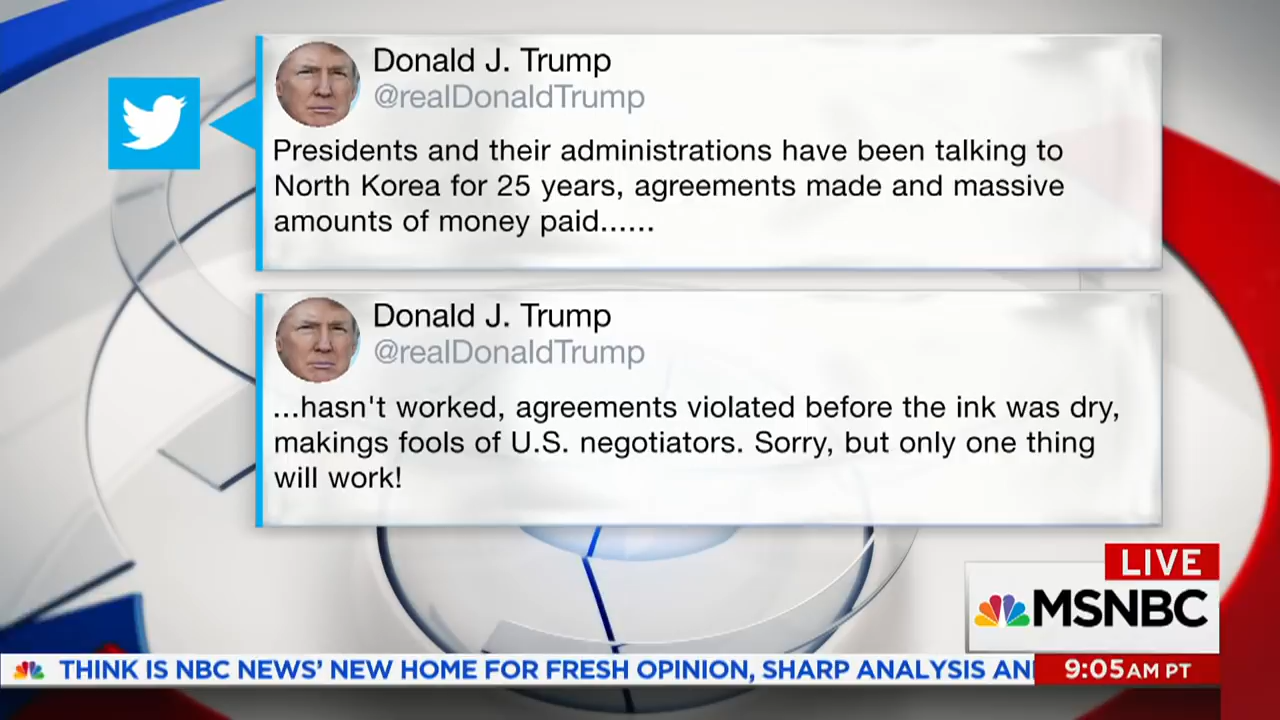 Donald J. Trump
@realDonaldTrump
Presidents and their administrations have been talking to
North Korea for 25 years, agreements made and massive
amounts of money paid......
Donald J. Trump
@realDonaldTrump
...hasn't worked, agreements violated before the ink was dry,
makings fools of U.S. negotiators. Sorry, but only one thing
will work!
LIVE
MSNBC
THINK IS NBC NEWS' NEW HOME FOR FRESH OPINION, SHARP ANALYSIS AN
9:05 AM PT